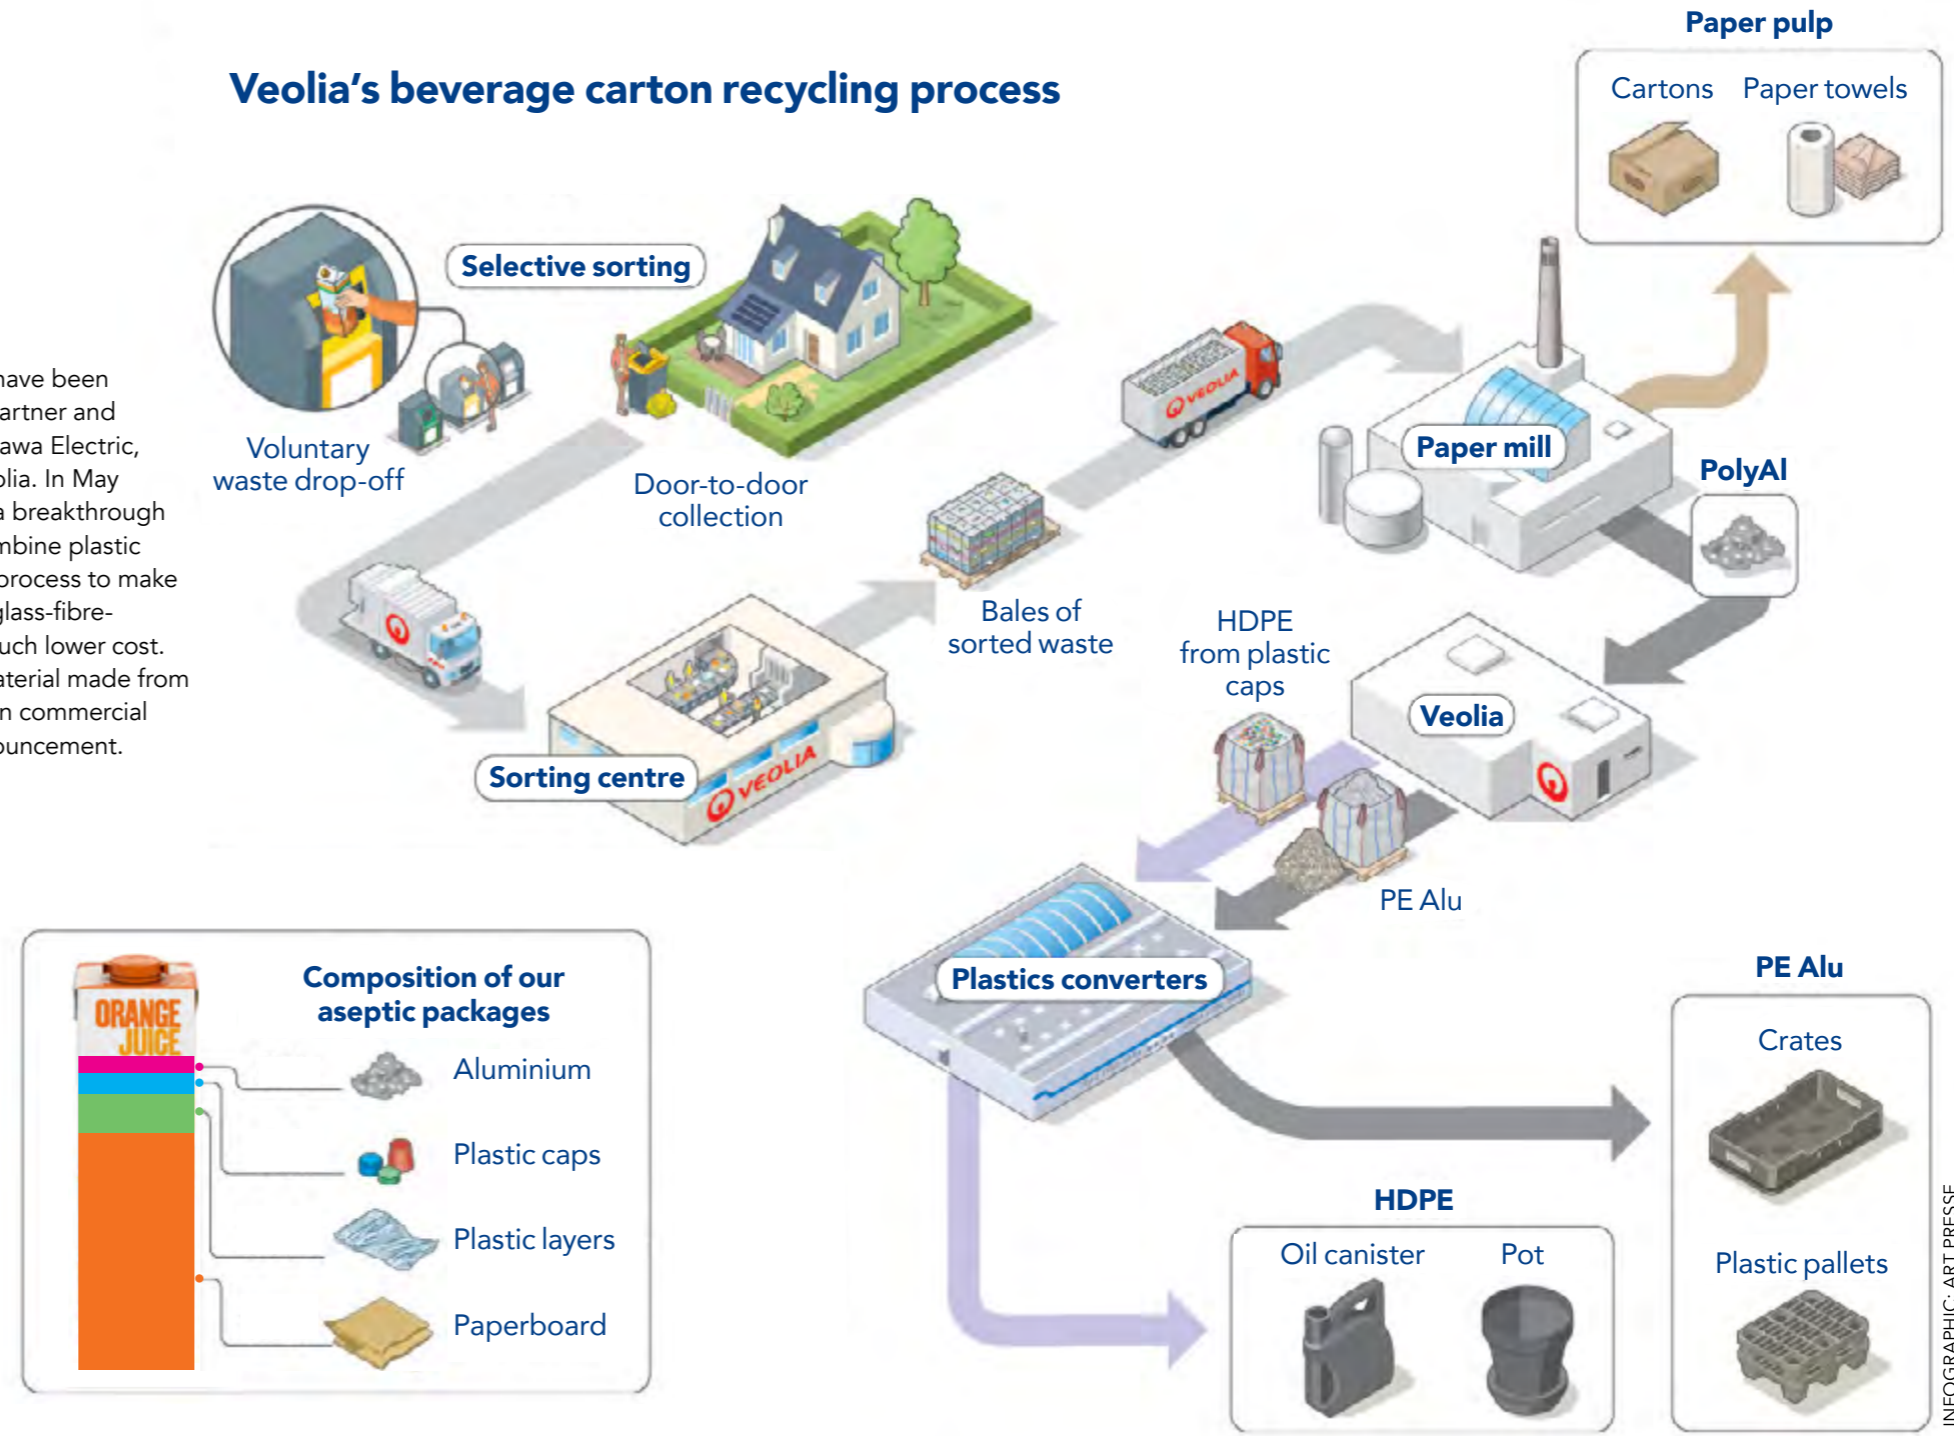 Veolia's beverage carton recycling process
have been
artner and
awa Electric,
olia. In May
a breakthrough
mbine plastic
process to make
glass-fibre-
uch lower cost.
aterial made from
n commercial
ouncement.
Selective sorting
Voluntary
waste drop-off
Door-to-door
collection
Sorting centre
VEOLIA
Bales of
sorted waste
VEOLIA
Paper mill
Paper pulp
Cartons
Paper towels
PolyAl
Veolia
HDPE
from plastic
caps
PE Alu
Plastics converters
PE Alu
Crates
Plastic pallets
HDPE
Oil canister
Pot
Composition of our
aseptic packages
ORANGE
JUICE
Aluminium
Plastic caps
Plastic layers
Paperboard
INFOGRAPHIC: ART PRESSE